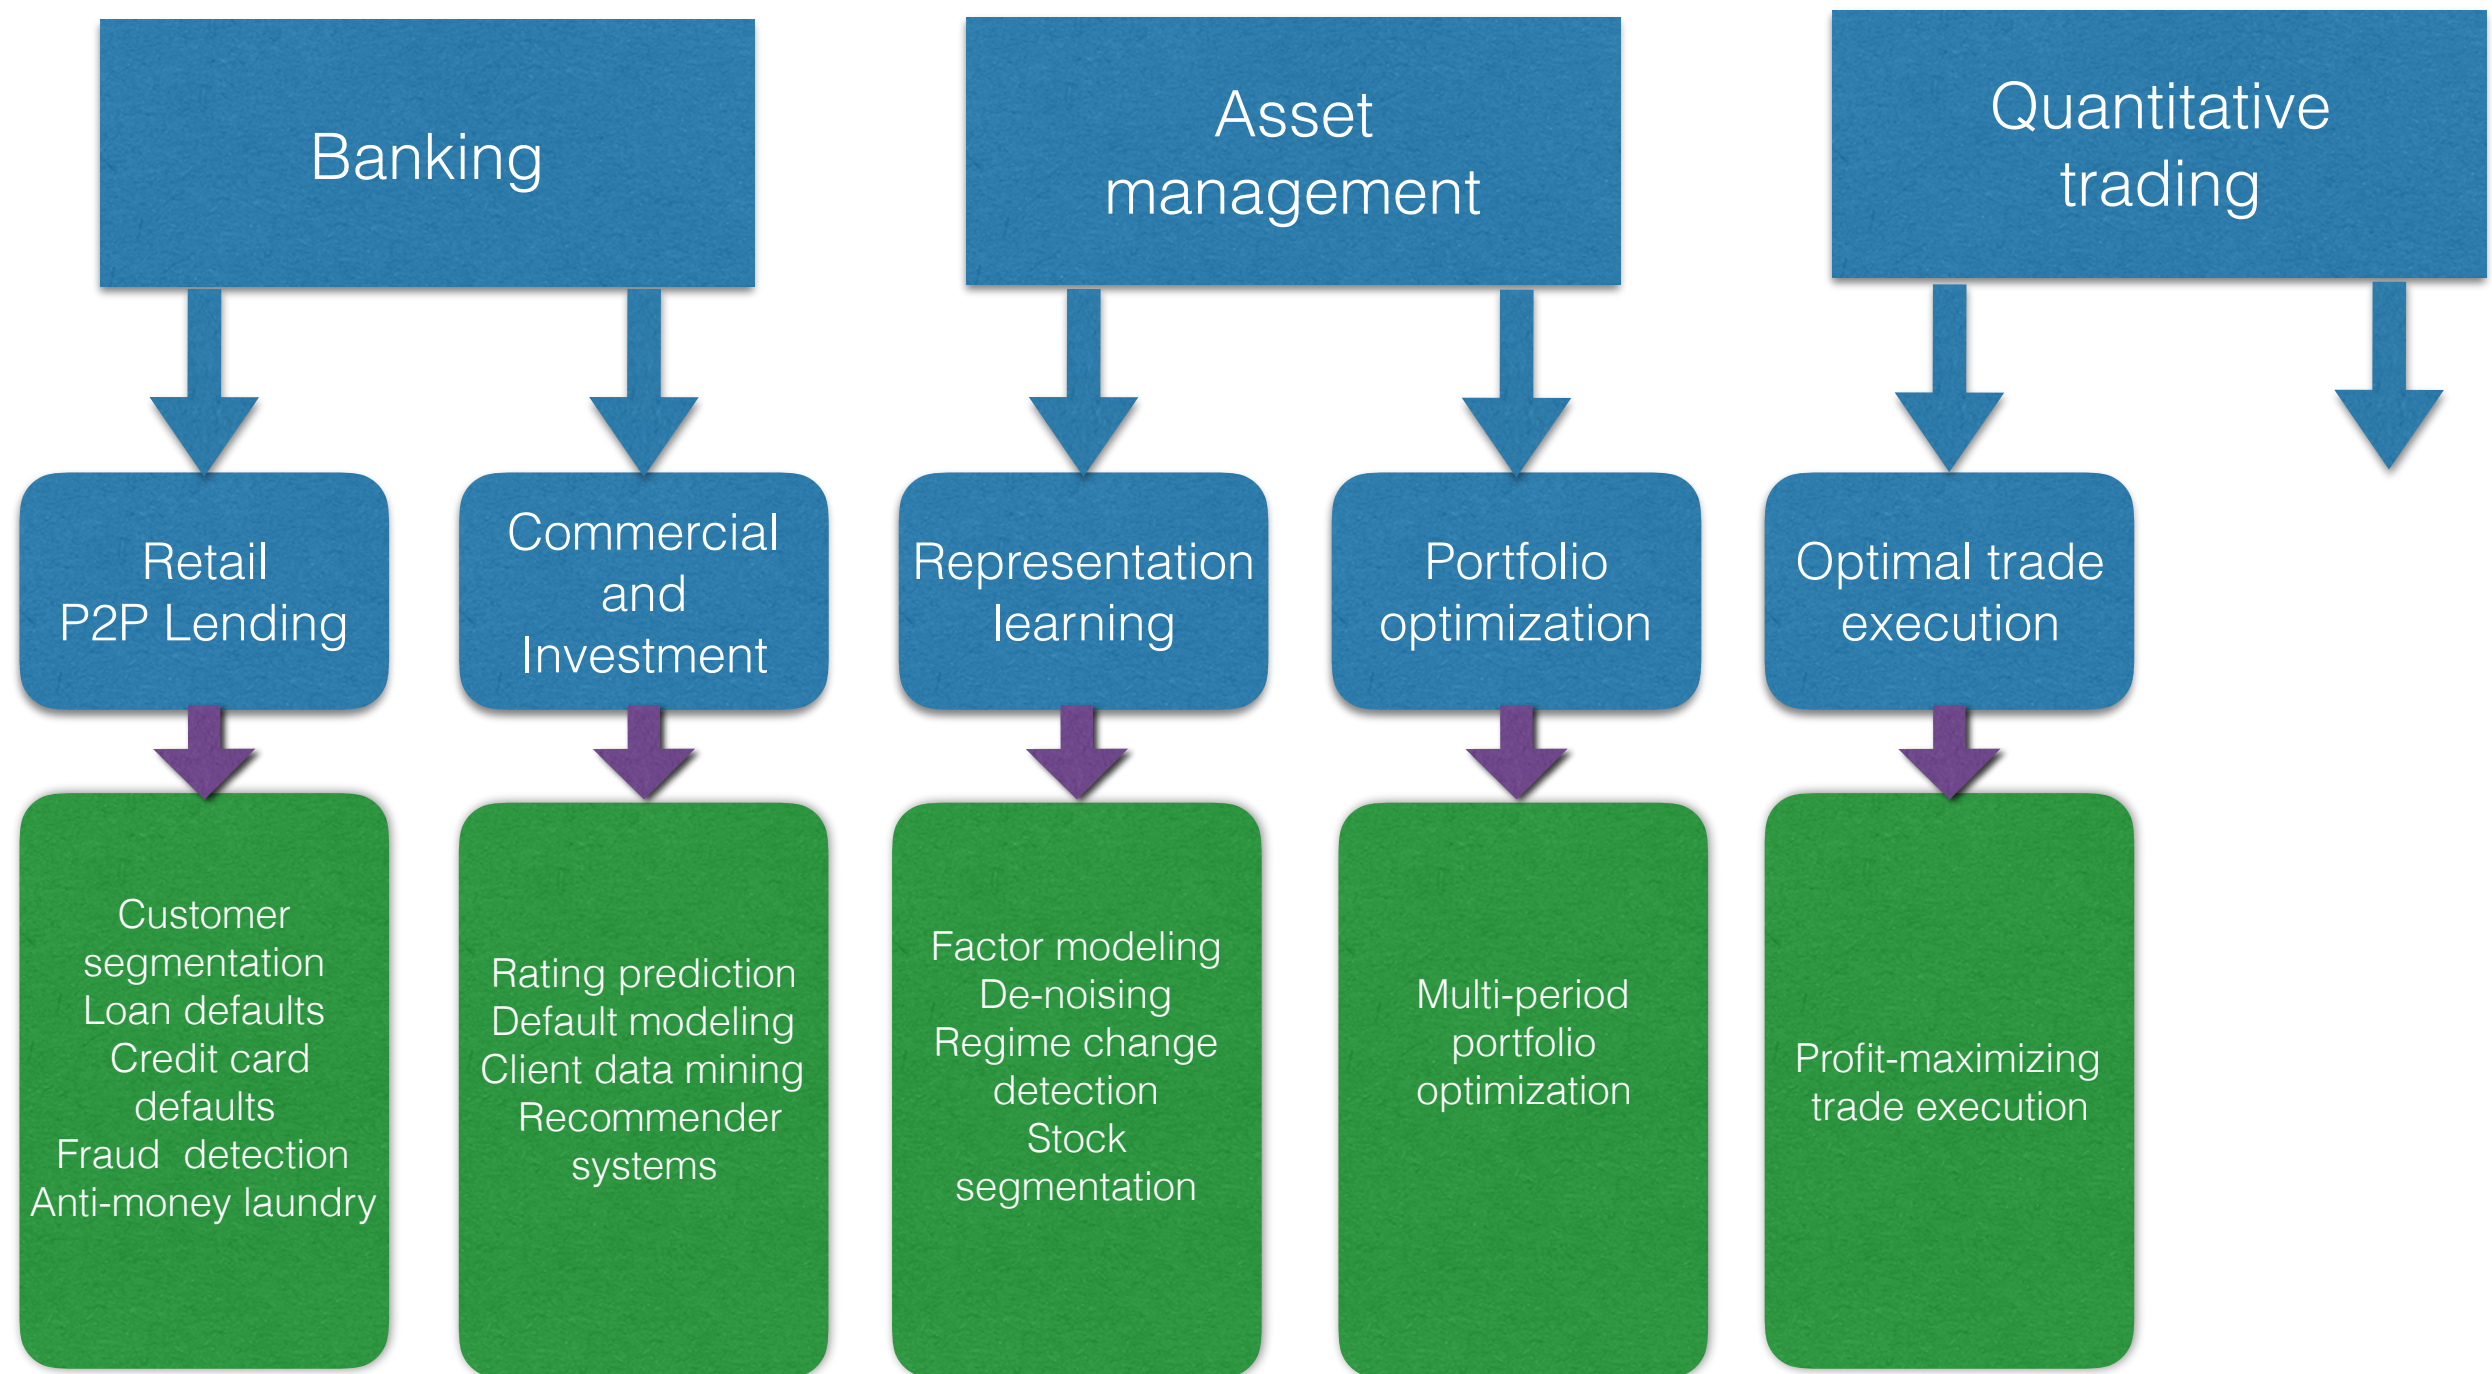 Banking
Asset
management
Quantitative
trading
Retail
P2P Lending
Commercial
and
Investment
Representation
learning
Portfolio
optimization
Optimal trade
execution
Customer
segmentation
Loan defaults
Credit card
defaults
Fraud  detection
Anti-money laundry
Rating prediction
Default modeling
Client data mining
Recommender
systems
Factor modeling
De-noising
Regime change
detection
Stock
segmentation
Multi-period
portfolio
optimization
Profit-maximizing
trade execution